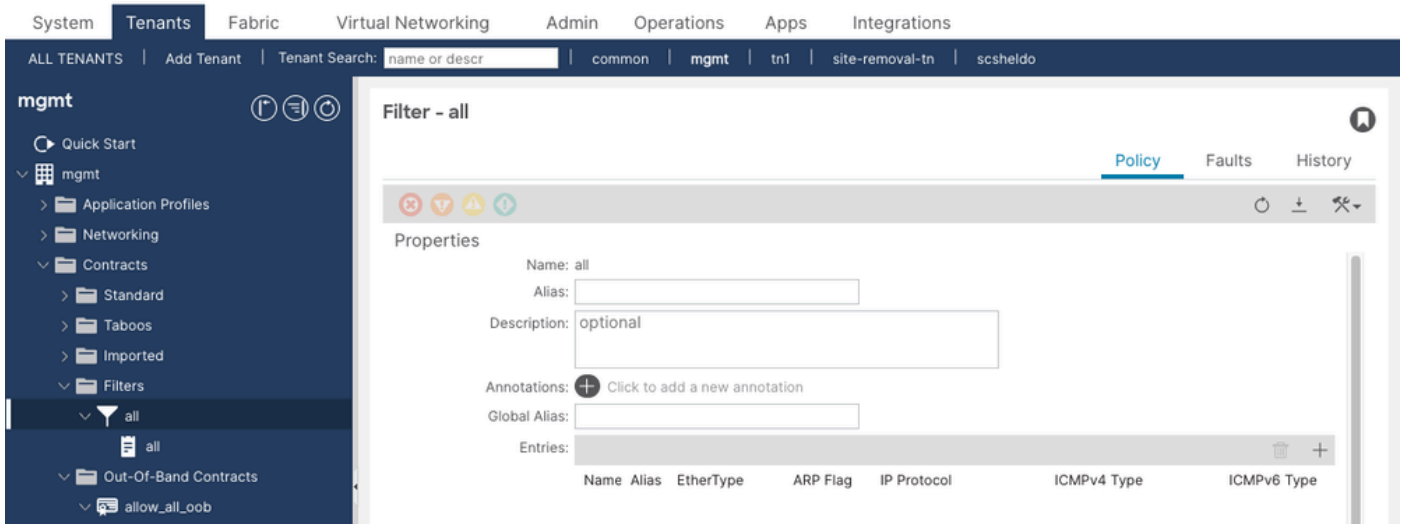 System Tenants Fabric Virtual Networking Admin Operations Apps Integrations
ALL TENANTS | Add Tenant | Tenant Search: name or descr | common | mgmt | tn1 | site-removal-tn | scsheldo
mgmt
Quick Start
mgmt
Application Profiles
Networking
Contracts
Standard
Taboos
Imported
Filters
all
all
Out-Of-Band Contracts
allow_all_oob
Filter - all
Policy Faults History
Properties
Name: all
Alias:
Description: optional
Annotations: Click to add a new annotation
Global Alias:
Entries:
Name Alias EtherType ARP Flag IP Protocol ICMPv4 Type ICMPv6 Type